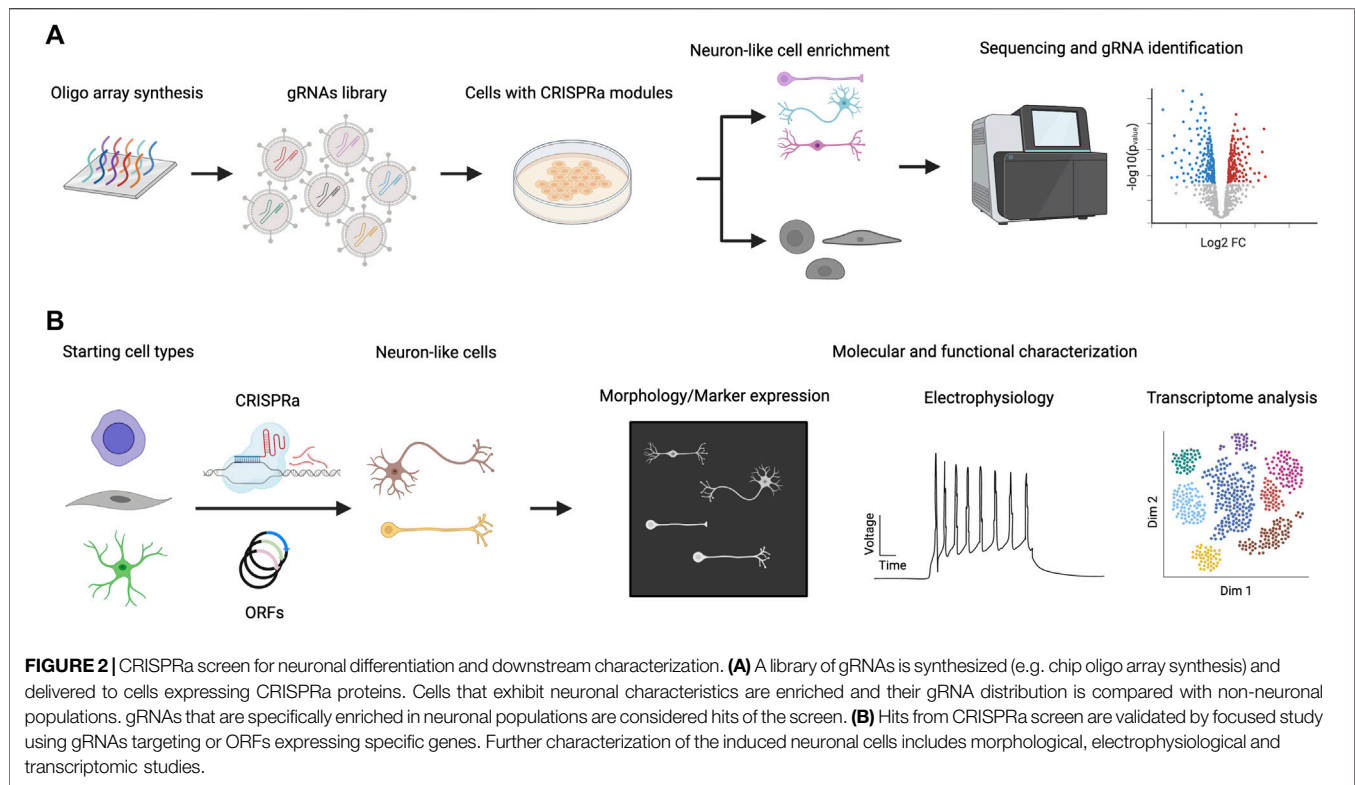 A
Oligo array synthesis
gRNAs library
Cells with CRISPRa modules
Neuron-like cell enrichment
Sequencing and gRNA identification
-log10(pvalue)
Log2 FC
B
Starting cell types
CRISPRa
ORFs
Neuron-like cells
Molecular and functional characterization
Morphology/Marker expression
Electrophysiology
Transcriptome analysis
Voltage
Time
Dim 2
Dim 1
FIGURE 2 | CRISPRa screen for neuronal differentiation and downstream characterization. (A) A library of gRNAs is synthesized (e.g. chip oligo array synthesis) and
delivered to cells expressing CRISPRa proteins. Cells that exhibit neuronal characteristics are enriched and their gRNA distribution is compared with non-neuronal
populations. gRNAs that are specifically enriched in neuronal populations are considered hits of the screen. (B) Hits from CRISPRa screen are validated by focused study
using gRNAs targeting or ORFs expressing specific genes. Further characterization of the induced neuronal cells includes morphological, electrophysiological and
transcriptomic studies.